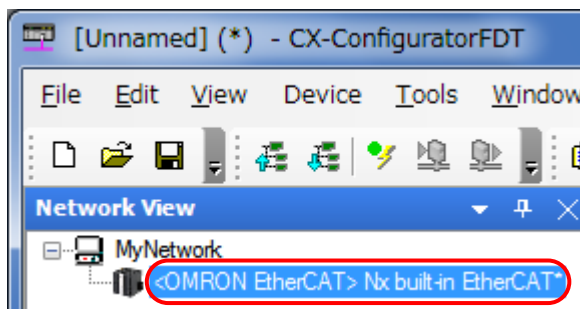 [Unnamed] (*) - CX-ConfiguratorFDT
File Edit View Device Tools Window
Network View
MyNetwork
<OMRON EtherCAT> Nx built-in EtherCAT*